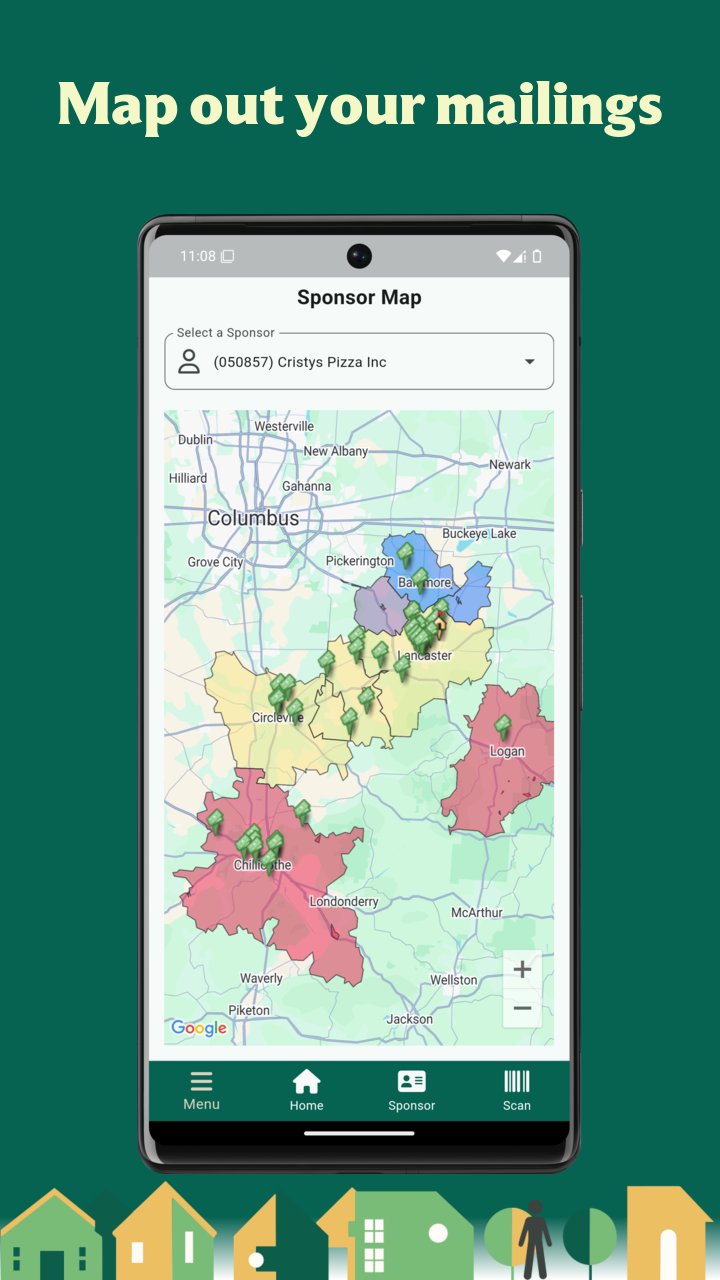 Map out your mailings
11:08
Sponsor Map
Select a Sponsor
(050857) Cristys Pizza Inc
Westerville
Dublin
New Albany
Newark
Hilliard
Gahanna
Columbus
Buckeye Lake
Grove City
Pickerington
Baltimore
Lancaster
Circleville
Logan
Chillicothe
Londonderry
McArthur
Waverly
Wellston
Piketon
Jackson
+
−
Google
Menu
Home
Sponsor
Scan